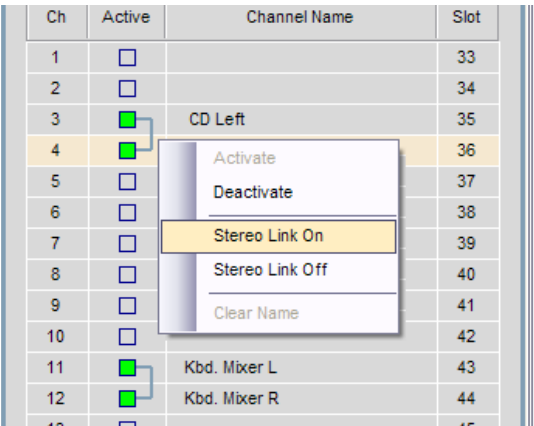 Ch Active Channel Name Slot
1 33
2 34
3 CD Left 35
4 36
Activate
5 37
Deactivate
6 38
7 Stereo Link On 39
8 Stereo Link Off 40
9 41
Clear Name
10 42
11 Kbd. Mixer L 43
12 Kbd. Mixer R 44